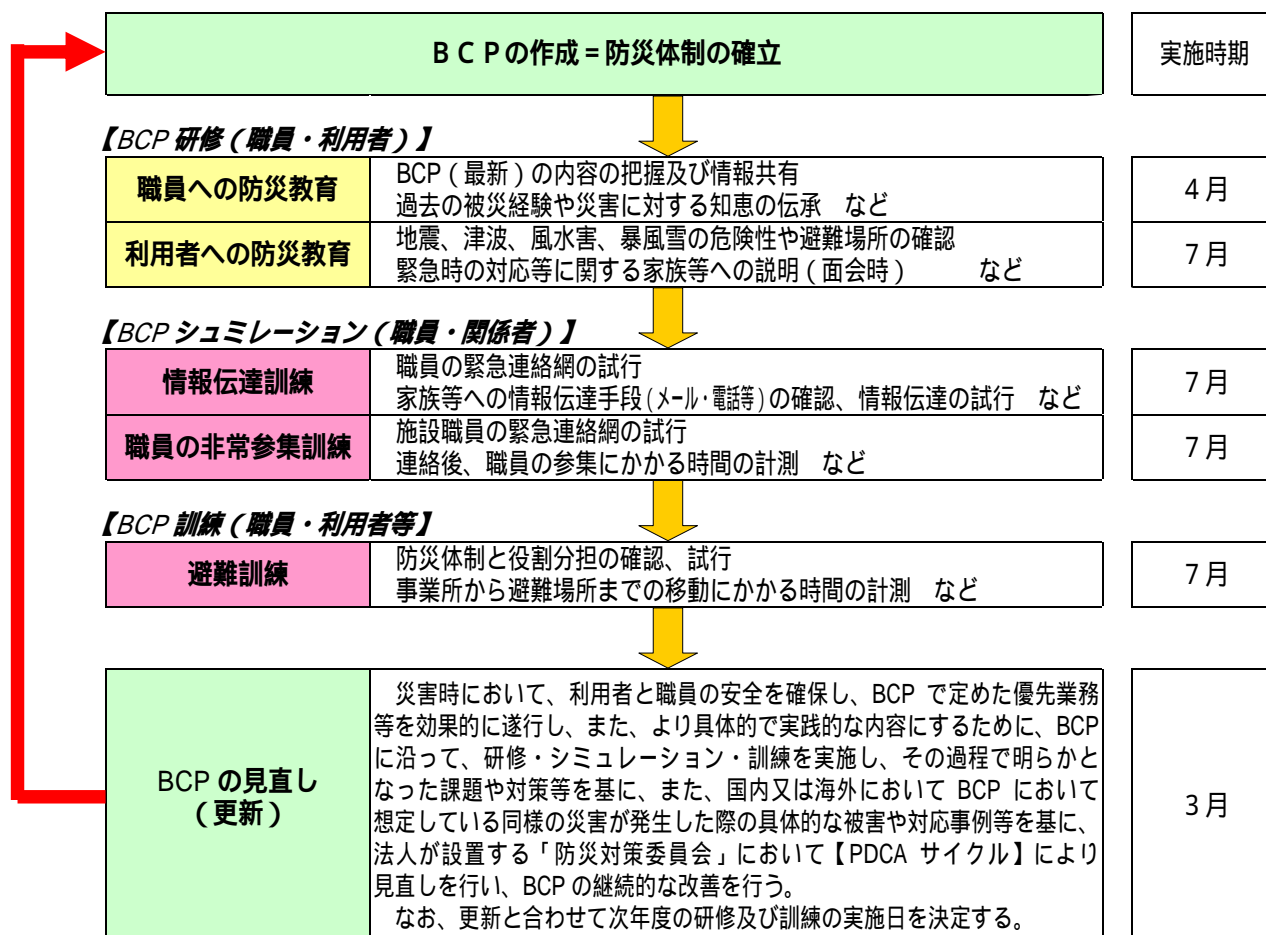 BCPの作成=防災体制の確立
実施時期
【BCP 研修(職員・利用者)】
職員への防災教育
BCP(最新)の内容の把握及び情報共有
過去の被災経験や災害に対する知恵の伝承 など
4月
利用者への防災教育
地震、津波、風水害、暴風雪の危険性や避難場所の確認
緊急時の対応等に関する家族等への説明(面会時) など
7月
【BCP シュミレーション(職員・関係者)】
情報伝達訓練
職員の緊急連絡網の試行
家族等への情報伝達手段(メール・電話等)の確認、情報伝達の試行 など
7月
職員の非常参集訓練
施設職員の緊急連絡網の試行
連絡後、職員の参集にかかる時間の計測 など
7月
【BCP 訓練(職員・利用者等】
避難訓練
防災体制と役割分担の確認、試行
事業所から避難場所までの移動にかかる時間の計測 など
7月
BCP の見直し
(更新)
災害時において、利用者と職員の安全を確保し、BCP で定めた優先業務
等を効果的に遂行し、また、より具体的で実践的な内容にするために、BCP
に沿って、研修・シミュレーション・訓練を実施し、その過程で明らかと
なった課題や対策等を基に、また、国内又は海外において BCP において
想定している同様の災害が発生した際の具体的な被害や対応事例等を基に、
法人が設置する「防災対策委員会」において【PDCA サイクル】により
見直しを行い、BCP の継続的な改善を行う。
なお、更新と合わせて次年度の研修及び訓練の実施日を決定する。
3月